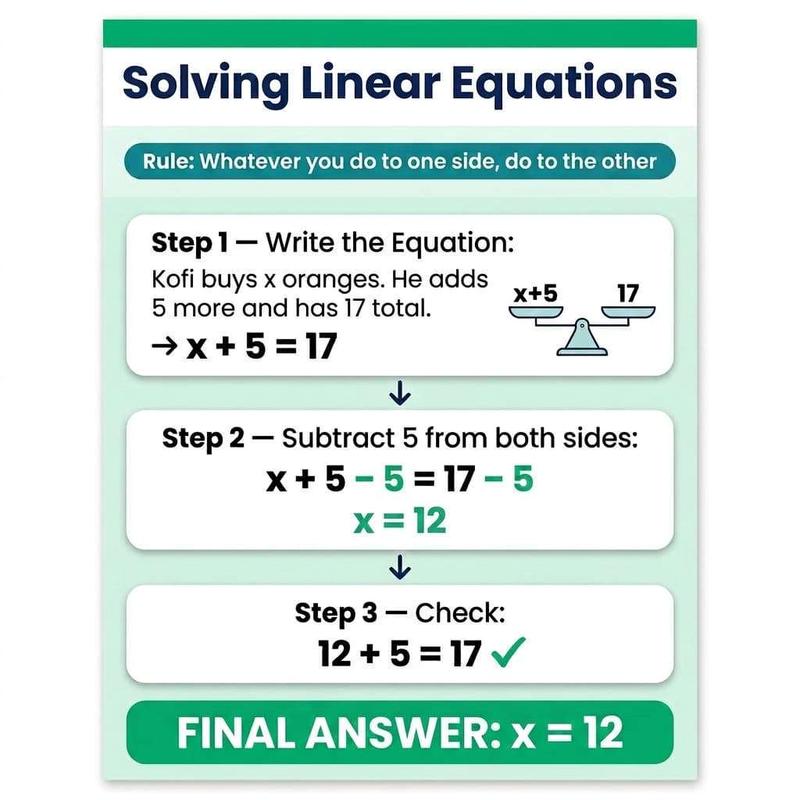 Solving Linear Equations
Rule: Whatever you do to one side, do to the other
Step 1 — Write the Equation:
Kofi buys x oranges. He adds
5 more and has 17 total.
→ x + 5 = 17
x+5 17
Step 2 — Subtract 5 from both sides:
x + 5 − 5 = 17 − 5
x = 12
Step 3 — Check:
12 + 5 = 17 ✓
FINAL ANSWER: x = 12